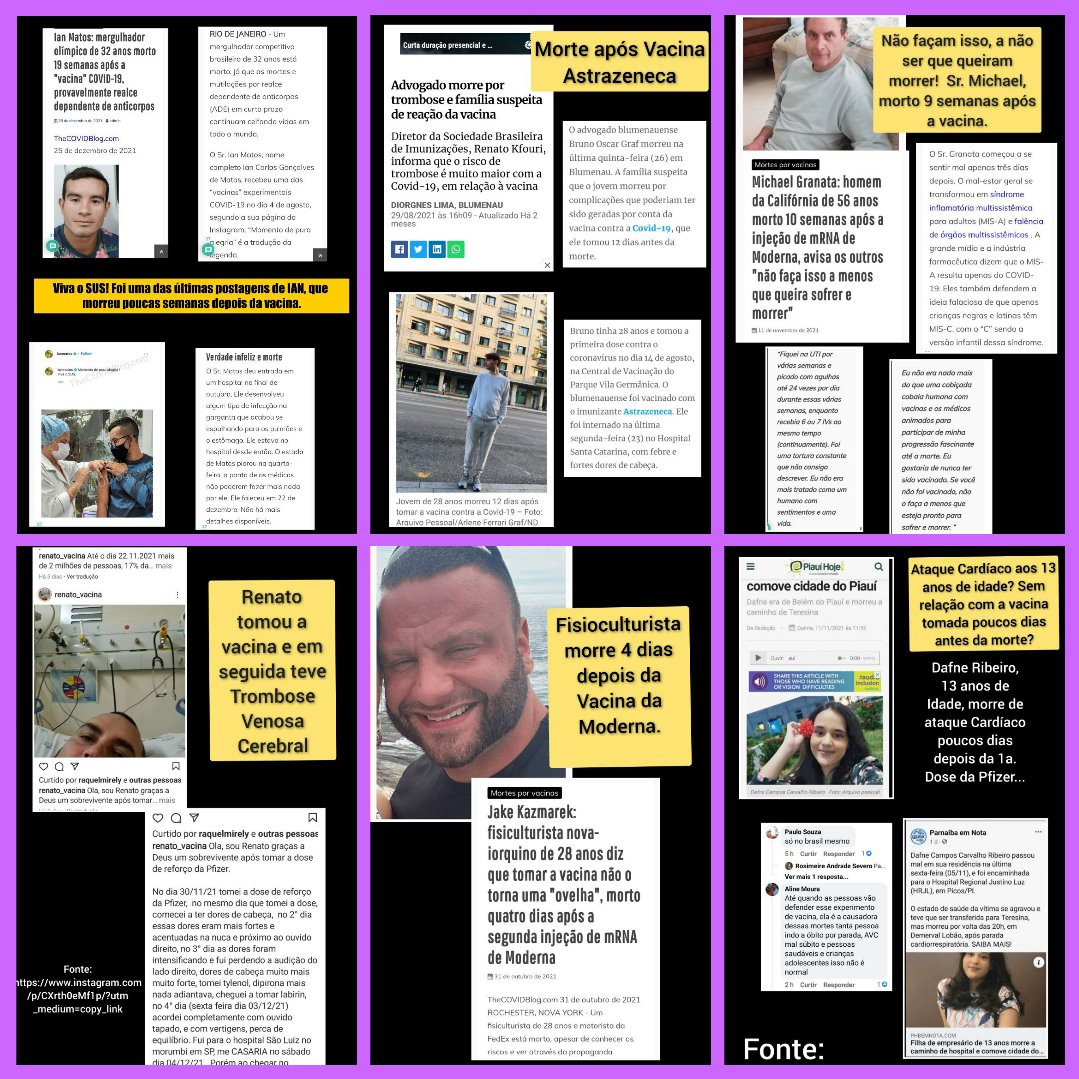 Ian Matos: mergulhador
olímpico de 32 anos morto
19 semanas após a
"vacina" COVID-19,
provavelmente realce
dependente de anticorpos
25 de dezembro de 2021 admin
TheCOVIDBlog.com
25 de dezembro de 2021
RIO DE JANEIRO - Um
mergulhador competitivo
brasileiro de 32 anos está
morto, já que as mortes e
mutilações por realce
dependente de anticorpos
(ADE) em curto prazo
continuam ceifando vidas em
todo o mundo.
O Sr. Ian Matos, nome
completo Ian Carlos Gonçalves
de Matos, recebeu uma das
"vacinas" experimentais
COVID-19 no dia 4 de agosto,
segundo a sua página do
Instagram. "Momento de pura
alegria" é a tradução da
legenda.
Viva o SUS! Foi uma das últimas postagens de IAN, que
morreu poucas semanas depois da vacina.
Verdade infeliz e morte
O Sr. Matos deu entrada em
um hospital no final de
outubro. Ele desenvolveu
algum tipo de infecção na
garganta que acabou se
espalhando para os pulmões e
o estômago. Ele estava no
hospital desde então. O estado
de Matos piorou na quarta-
feira, a ponto de os médicos
não poderem fazer mais nada
por ele. Ele faleceu em 22 de
dezembro. Não há mais
detalhes disponíveis.
Curta duração presencial e ...
Morte após Vacina
Astrazeneca
Advogado morre por
trombose e família suspeita
de reação da vacina
Diretor da Sociedade Brasileira
de Imunizações, Renato Kfouri,
informa que o risco de
trombose é muito maior com a
Covid-19, em relação à vacina
DIORGNES LIMA, BLUMENAU
29/08/2021 às 16h09 - Atualizado Há 2
meses
O advogado blumenauense
Bruno Oscar Graf morreu na
última quinta-feira (26) em
Blumenau. A família suspeita
que o jovem morreu por
complicações que poderiam ter
sido geradas por conta da
vacina contra a Covid-19, que
ele tomou 12 dias antes da
morte.
Jovem de 28 anos morreu 12 dias após
tomar a vacina contra a Covid-19 – Foto:
Arquivo Pessoal/Arlene Ferrari Graf/ND
Bruno tinha 28 anos e tomou a
primeira dose contra o
coronavírus no dia 14 de agosto,
na Central de Vacinação do
Parque Vila Germânica. O
blumenauense foi vacinado com
o imunizante Astrazeneca. Ele
foi internado na última
segunda-feira (23) no Hospital
Santa Catarina, com febre e
fortes dores de cabeça.
Não façam isso, a não
ser que queiram
morrer! Sr. Michael,
morto 9 semanas após
a vacina.
Mortes por vacinas
Michael Granata: homem
da Califórnia de 56 anos
morto 10 semanas após a
injeção de mRNA de
Moderna, avisa os outros
"não faça isso a menos
que queira sofrer e
morrer"
11 de novembro de 2021
O Sr. Granata começou a se
sentir mal apenas três dias
depois. O mal-estar geral se
transformou em síndrome
inflamatória multissistêmica
para adultos (MIS-A) e falência
de órgãos multissistêmicos . A
grande mídia e a indústria
farmacêutica dizem que o MIS-
A resulta apenas do COVID-
19. Eles também defendem a
ideia falaciosa de que apenas
crianças negras e latinas têm
MIS-C, com o "C" sendo a
versão infantil dessa síndrome.
"Fiquei na UTI por
várias semanas e
picado com agulhas
até 24 vezes por dia
durante essas várias
semanas, enquanto
recebia 6 ou 7 IVs ao
mesmo tempo
(continuamente). Foi
uma tortura constante
que não consigo
descrever. Eu não era
mais tratado como um
humano com
sentimentos e uma
vida.
Eu não era nada mais
do que uma cobiçada
cobaia humana com
vacinas e os médicos
animados para
participar de minha
progressão fascinante
até a morte. Eu
gostaria de nunca ter
sido vacinado. Se você
não foi vacinado, não
o faça a menos que
esteja pronto para
sofrer e morrer. "
renato_vacina Até o dia 22.11.2021 mais
de 2 milhões de pessoas, 17% da... mais
Há 3 dias • Ver tradução
renato_vacina
Curtido por raquelmirely e outras pessoas
renato_vacina Ola, sou Renato graças a
Deus um sobrevivente após tomar... mais
Renato
tomou a
vacina e em
seguida teve
Trombose
Venosa
Cerebral
Curtido por raquelmirely e outras pessoas
renato_vacina Ola, sou Renato graças a
Deus um sobrevivente após tomar a dose
de reforço da Pfizer.
No dia 30/11/21 tomei a dose de reforço
da Pfizer, no mesmo dia que tomei a dose,
comecei a ter dores de cabeça, no 2° dia
essas dores eram mais fortes e
acentuadas na nuca e próximo ao ouvido
direito, no 3° dia as dores foram
intensificando e fui perdendo a audição do
lado direito, dores de cabeça muito mais
muito forte, tomei tylenol, dipirona mais
nada adiantava, cheguei a tomar labirin,
no 4° dia (sexta feira dia 03/12/21)
acordei completamente com ouvido
tapado, e com vertigens, perca de
equilíbrio. Fui para o hospital São Luiz no
morumbi em SP, me CASARIA no sábado
dia 04/12/21. Porém ao chegar no
Fonte:
https://www.instagram.com
/p/CXrth0eMf1p/?utm
_medium=copy_link
Fisioculturista
morre 4 dias
depois da
Vacina da
Moderna.
Mortes por vacinas
Jake Kazmarek:
fisiculturista nova-
iorquino de 28 anos diz
que tomar a vacina não o
torna uma "ovelha", morto
quatro dias após a
segunda injeção de mRNA
de Moderna
31 de outubro de 2021
TheCOVIDBlog.com 31 de outubro de 2021
ROCHESTER, NOVA YORK - Um
fisiculturista de 28 anos e motorista da
FedEx está morto, apesar de conhecer os
riscos e ver através da propaganda
Piauí Hoje
comove cidade do Piauí
Dafne era de Belém do Piauí e morreu a
caminho de Teresina
Da Redação - Quinta, 11/11/2021 às 11:56
Ouvir: aui
0:00
SHARE THIS ARTICLE WITH
THOSE WHO HAVE READING
OR VISION DIFFICULTIES
audio
inclusion
Dafne Campos Carvalho Ribeiro Foto: Arquivo pessoal
Ataque Cardíaco aos 13
anos de idade? Sem
relação com a vacina
tomada poucos dias
antes da morte?
Dafne Ribeiro,
13 anos de
Idade, morre de
ataque Cardíaco
poucos dias
depois da 1a.
Dose da Pfizer...
Paulo Souza
só no brasil mesmo
5 h Curtir Responder 1
Rosimeire Andrade Severo Pa...
Ver mais 1 resposta...
Aline Moura
Até quando as pessoas vão
defender esse experimento
de vacina, ela é a causadora
dessas mortes tanta pessoa
indo a óbito por parada, AVC
mal súbito e pessoas
saudáveis e crianças
adolescentes isso não é
normal
2 h Curtir Responder 1
Parnaíba em Nota
1 d
Dafne Campos Carvalho Ribeiro passou
mal em sua residência na última
sexta-feira (05/11), e foi encaminhada
para o Hospital Regional Justino Luz
(HRJL), em Picos/PI.
O estado de saúde da vítima se agravou e
teve que ser transferida para Teresina,
mas morreu por volta das 20h, em
Demerval Lobão, após parada
cardiorrespiratória. SAIBA MAIS!
PHBEMNOTA.COM
Filha de empresário de 13 anos morre a
caminho de hospital e comove cidade do...
Fonte: